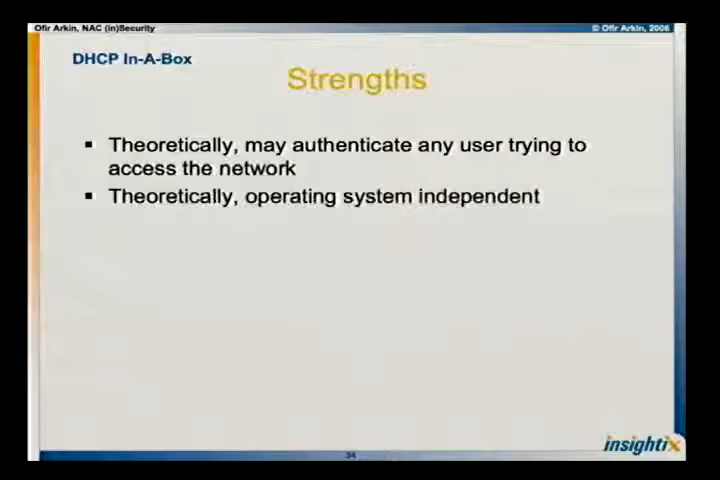 Ofir Arkin, NAC (in)Security
© Ofir Arkin, 2006
DHCP In-A-Box
Strengths
▪ Theoretically, may authenticate any user trying to
access the network
▪ Theoretically, operating system independent
insightix
34